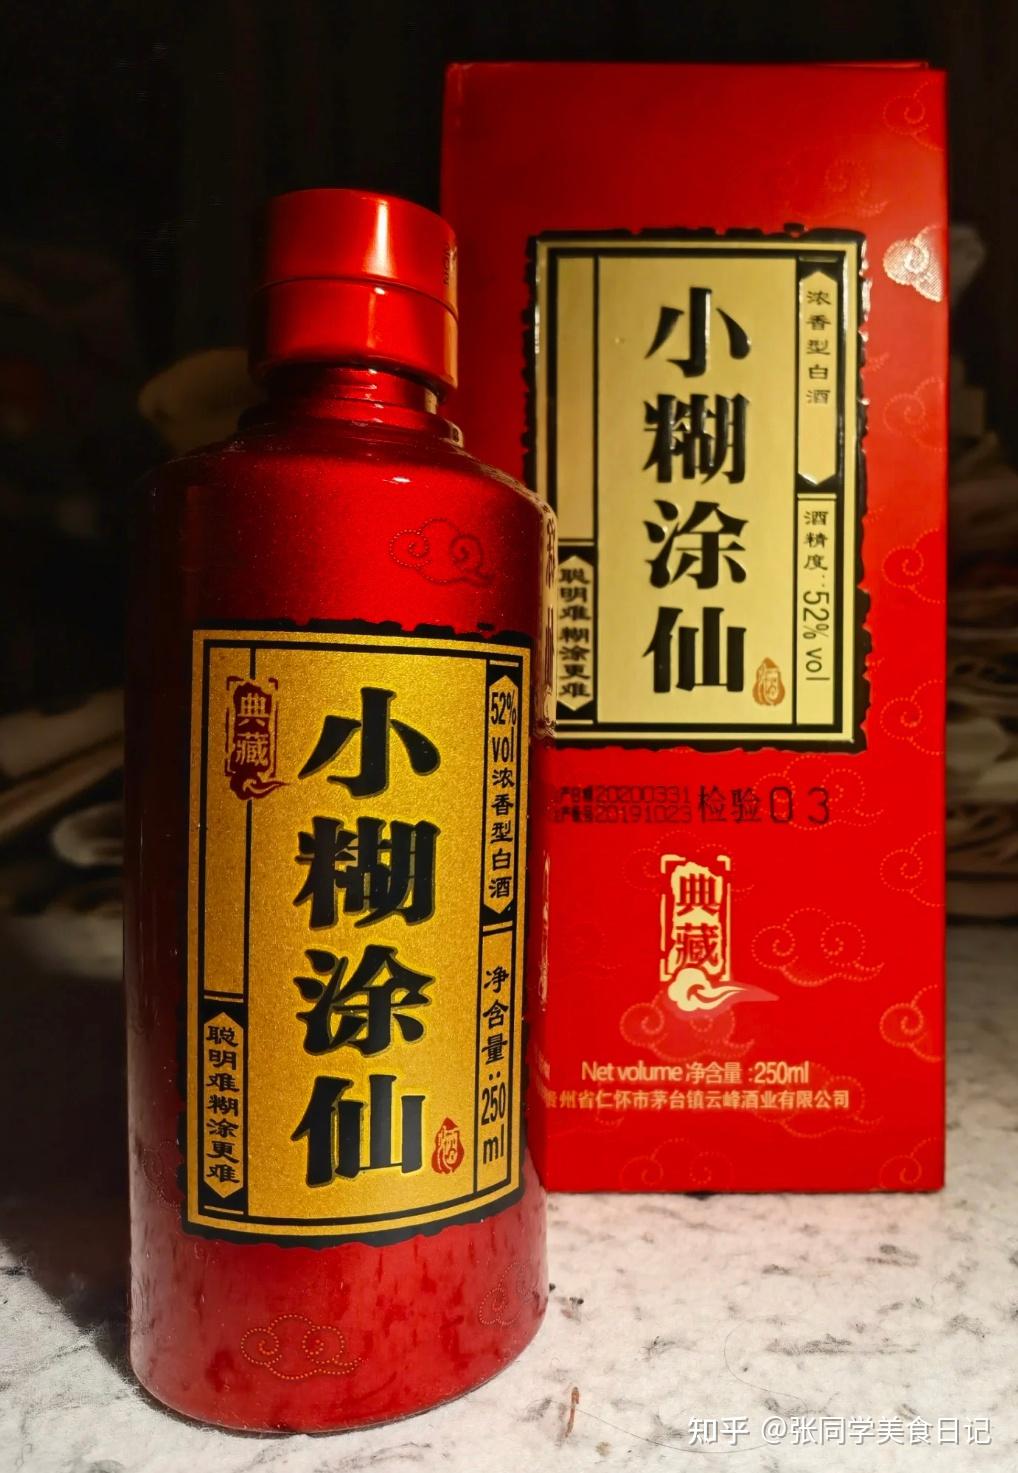 小糊涂仙
浓香型白酒
酒精度:52% vol
聪明难糊涂更难
20200331
20191023
检验03
典藏
Net volume 净含量:250ml
州省仁怀市茅台镇云峰酒业有限公司
典藏
小糊涂仙
52%
vol
浓香型白酒
净含量:250
ml
聪明难糊涂更难
知乎 @张同学美食日记